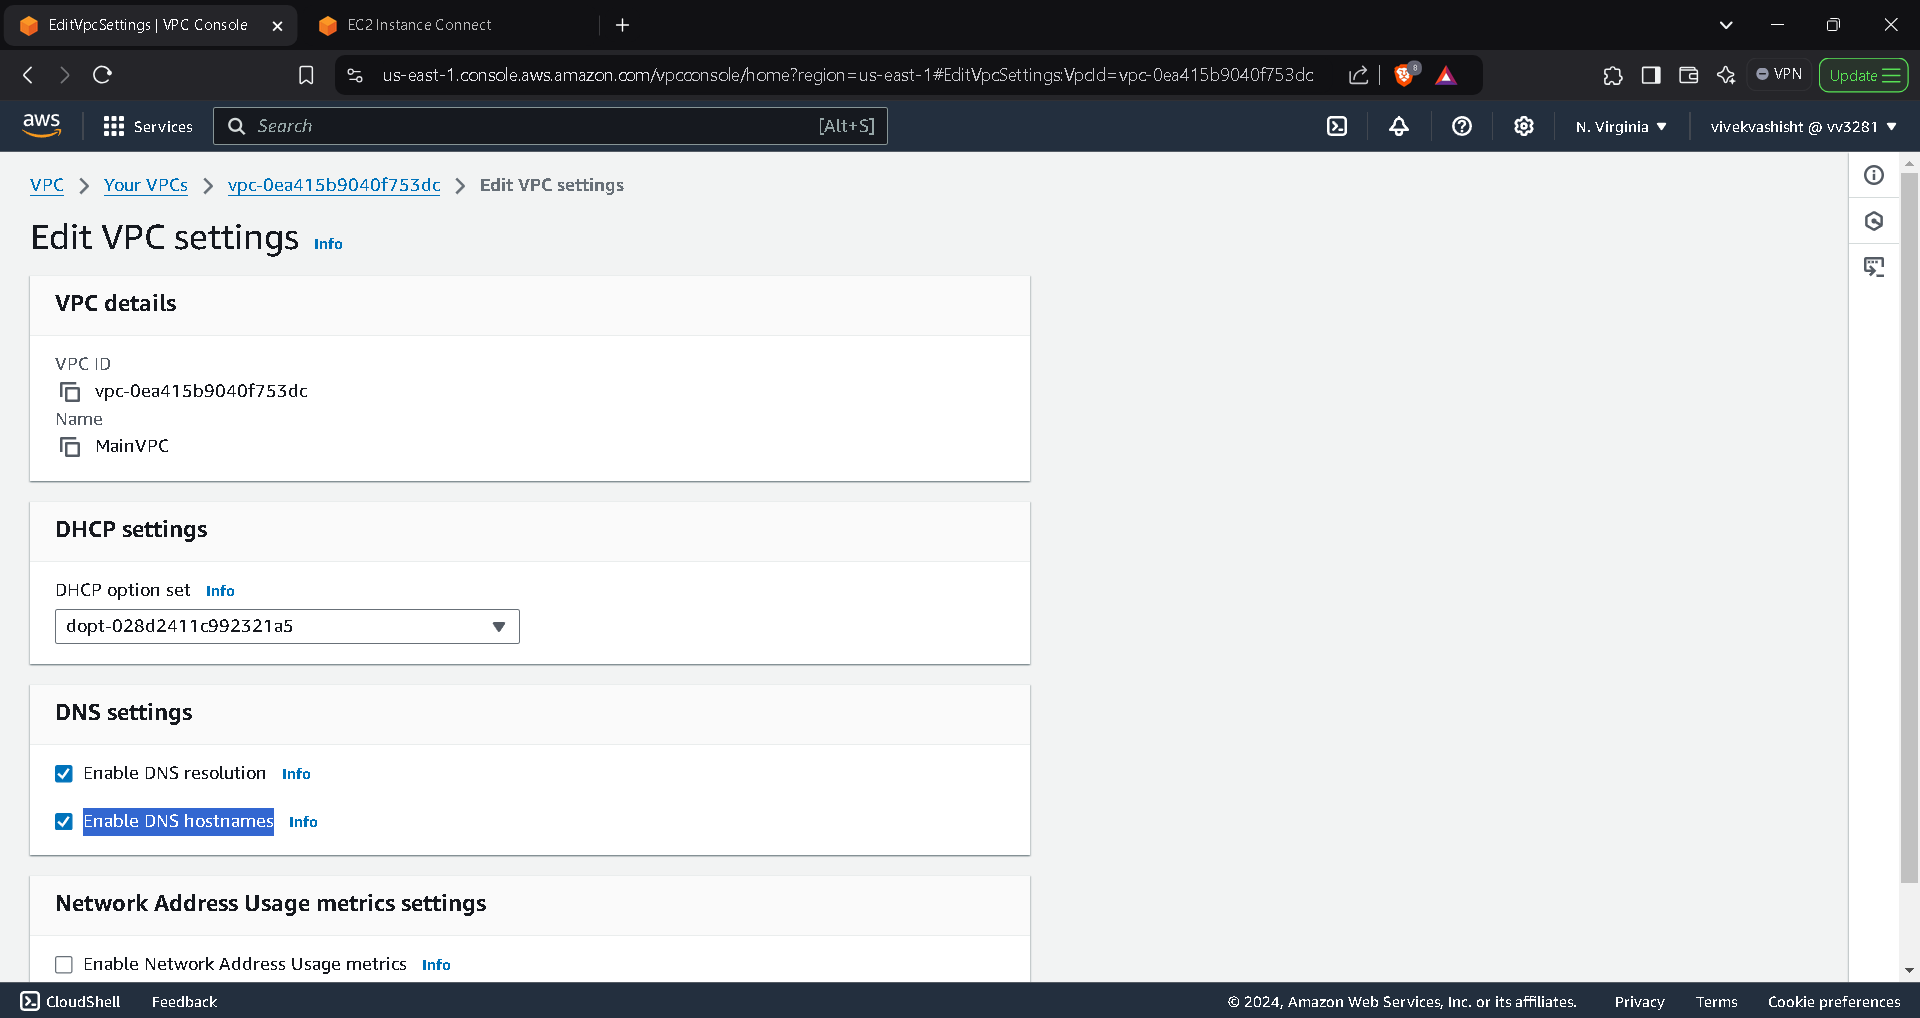 EditVpcSettings | VPC Console
EC2 Instance Connect
us-east-1.console.aws.amazon.com/vpcconsole/home?region=us-east-1#EditVpcSettings:VpcId=vpc-0ea415b9040f753dc
8
VPN
Update
aws
Services
Search
[Alt+S]
N. Virginia
vivekvashisht @ vv3281
VPC
Your VPCs
vpc-0ea415b9040f753dc
Edit VPC settings
Edit VPC settings Info
VPC details
VPC ID
vpc-0ea415b9040f753dc
Name
MainVPC
DHCP settings
DHCP option set Info
dopt-028d2411c992321a5
DNS settings
Enable DNS resolution Info
Enable DNS hostnames Info
Network Address Usage metrics settings
Enable Network Address Usage metrics Info
CloudShell
Feedback
© 2024, Amazon Web Services, Inc. or its affiliates.
Privacy
Terms
Cookie preferences